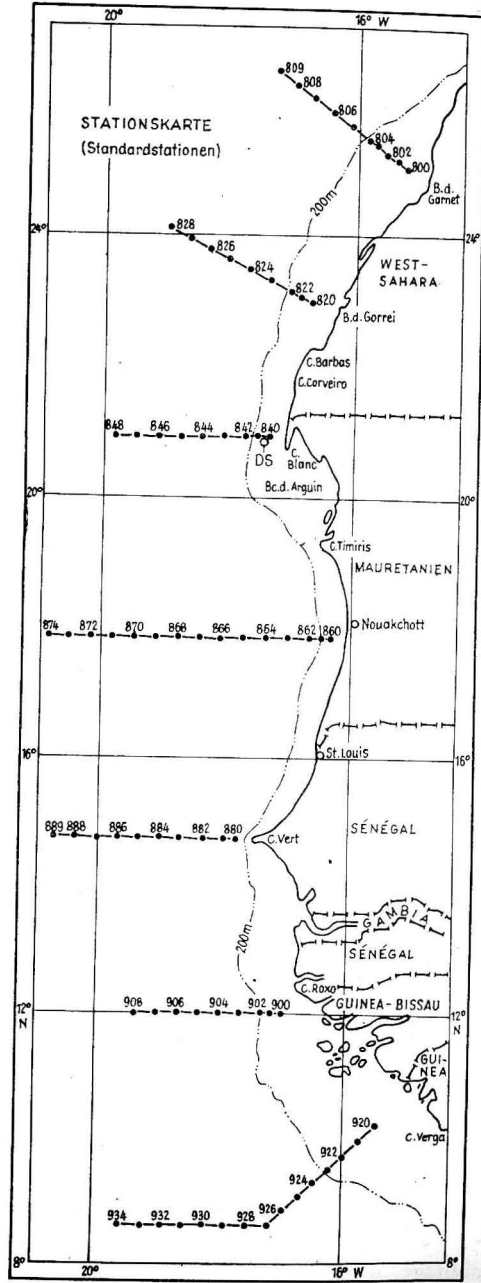 20°
16° W
809
808
806
804
802
800
STATIONSKARTE
(Standardstationen)
200m
B.d. Garnet
24°
24°
828
826
824
822
820
WEST-
SAHARA
B.d. Gorrei
C. Barbas
C. Corveiro
848 846 844 842 840
DS
C. Blanc
Bc.d. Arguin
20°
20°
C. Timiris
MAURETANIEN
874 872 870 868 866 864 862 860
Nouakchott
16°
16°
St. Louis
889 888 886 884 882 880
C. Vert
SÉNÉGAL
GAMBIA
200m
SÉNÉGAL
C. Roxo
908 906 904 902 900
GUINEA-BISSAU
12°
N
12°
N
GUI-
NEA
920
922
C. Verga
924
926
934 932 930 928
8°
8°
20°
16° W